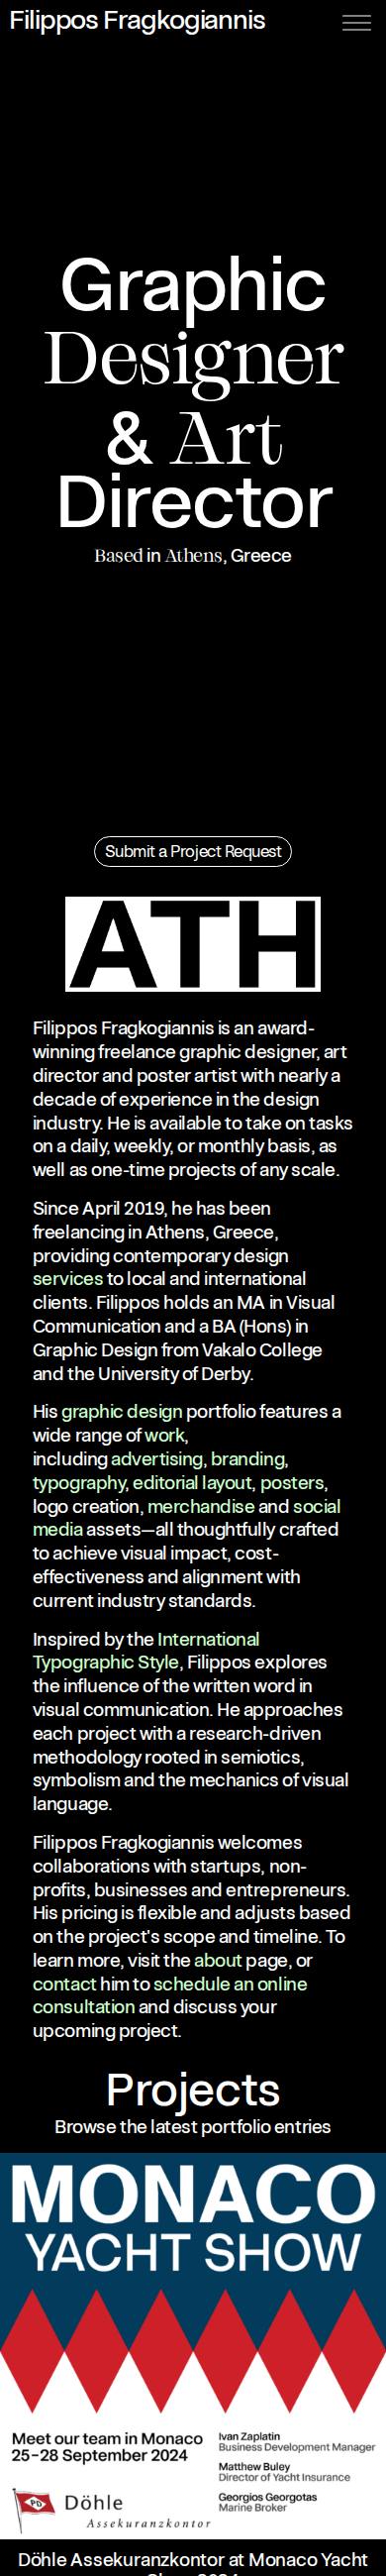 Filippos Fragkogiannis
Graphic
Designer
& Art
Director
Based in Athens, Greece
Submit a Project Request
ATH
Filippos Fragkogiannis is an award-
winning freelance graphic designer, art
director and poster artist with nearly a
decade of experience in the design
industry. He is available to take on tasks
on a daily, weekly, or monthly basis, as
well as one-time projects of any scale.
Since April 2019, he has been
freelancing in Athens, Greece,
providing contemporary design
services to local and international
clients. Filippos holds an MA in Visual
Communication and a BA (Hons) in
Graphic Design from Vakalo College
and the University of Derby.
His graphic design portfolio features a
wide range of work,
including advertising, branding,
typography, editorial layout, posters,
logo creation, merchandise and social
media assets—all thoughtfully crafted
to achieve visual impact, cost-
effectiveness and alignment with
current industry standards.
Inspired by the International
Typographic Style, Filippos explores
the influence of the written word in
visual communication. He approaches
each project with a research-driven
methodology rooted in semiotics,
symbolism and the mechanics of visual
language.
Filippos Fragkogiannis welcomes
collaborations with startups, non-
profits, businesses and entrepreneurs.
His pricing is flexible and adjusts based
on the project's scope and timeline. To
learn more, visit the about page, or
contact him to schedule an online
consultation and discuss your
upcoming project.
Projects
Browse the latest portfolio entries
MONACO
YACHT SHOW
Meet our team in Monaco
25–28 September 2024
Ivan Zaplatin
Business Development Manager
Matthew Buley
Director of Yacht Insurance
Georgios Georgotas
Marine Broker
PD
Döhle
Assekuranzkontor
Döhle Assekuranzkontor at Monaco Yacht